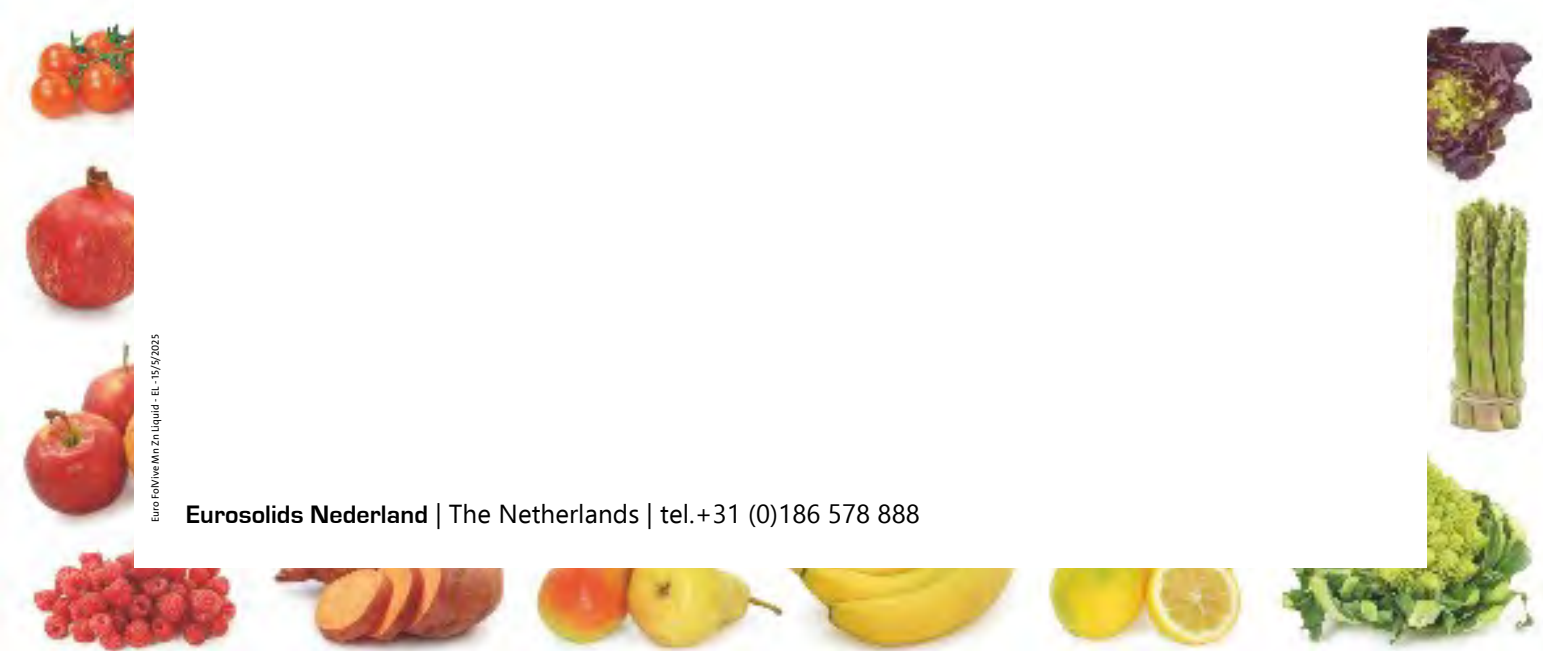 Euro FolVive Mn Zn Liquid - EL -15/5/2025
Eurosolids Nederland | The Netherlands | tel.+31 (0)186 578 888